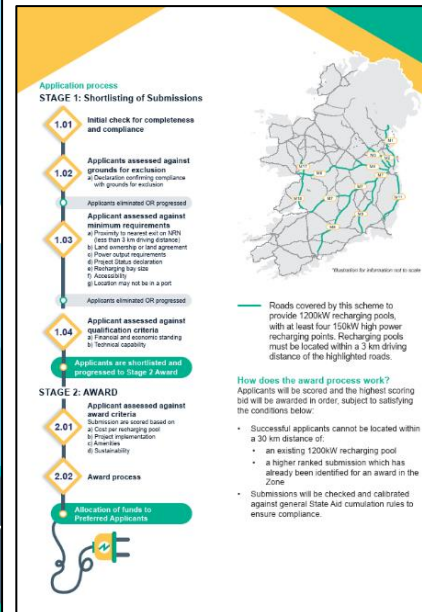 Application process
STAGE 1: Shortlisting of Submissions
1.01
Initial check for completeness
and compliance
1.02
Applicants assessed against
grounds for exclusion
a) Declaration confirming compliance
with grounds for exclusion
Applicants eliminated OR progressed
1.03
Applicant assessed against
minimum requirements
a) Proximity to nearest exit on NRN
(less than 3 km driving distance)
b) Land ownership or land agreement
c) Power output requirements
d) Project Status declaration
e) Recharging bay size
f) Accessibility
g) Location may not be in a port
Applicants eliminated OR progressed
1.04
Applicant assessed against
qualification criteria
a) Financial and economic standing
b) Technical capability
Applicants are shortlisted and
progressed to Stage 2 Award
STAGE 2: AWARD
2.01
Applicant assessed against
award criteria
Submission are scored based on
a) Cost per recharging pool
b) Project implementation
c) Amenities
d) Sustainability
2.02
Award process
Allocation of funds to
Preferred Applicants
*Illustration for information not to scale
Roads covered by this scheme to
provide 1200kW recharging pools,
with at least four 150kW high power
recharging points. Recharging pools
must be located within a 3 km driving
distance of the highlighted roads.
How does the award process work?
Applicants will be scored and the highest scoring
bid will be awarded in order, subject to satisfying
the conditions below:
• Successful applicants cannot be located within
a 30 km distance of:
• an existing 1200kW recharging pool
• a higher ranked submission which has
already been identified for an award in the
Zone
• Submissions will be checked and calibrated
against general State Aid cumulation rules to
ensure compliance.